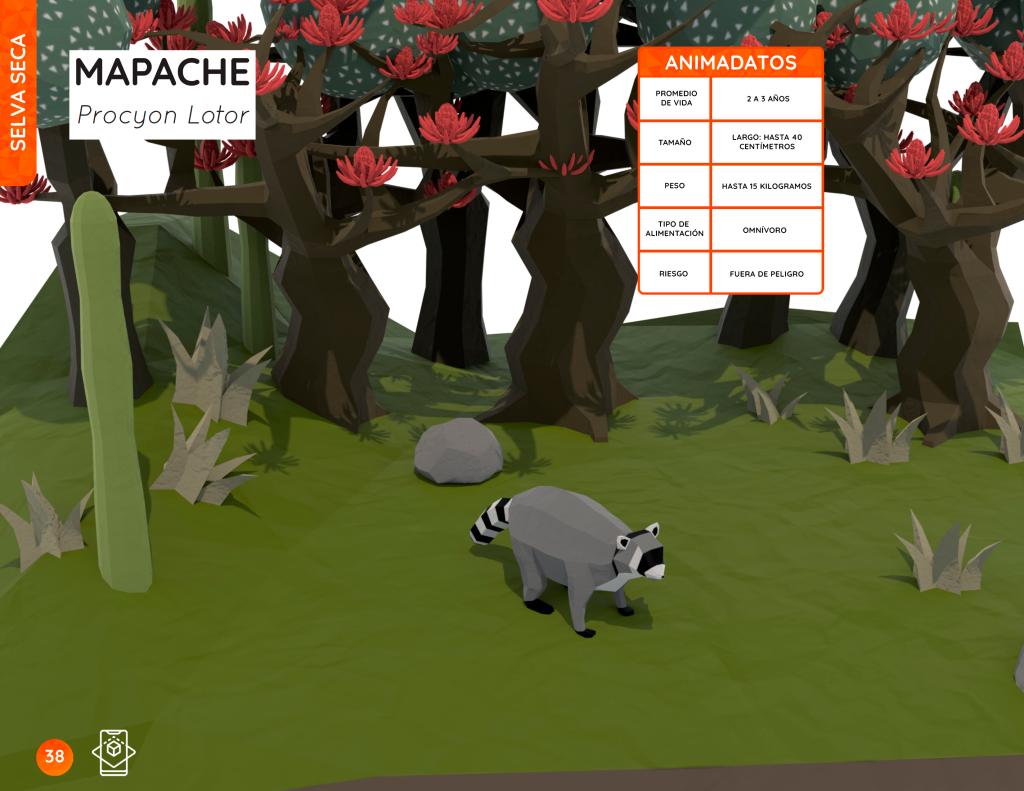 SELVA SECA
MAPACHE
Procyon Lotor
ANIMADATOS
PROMEDIO
DE VIDA
2 A 3 AÑOS
TAMAÑO
LARGO: HASTA 40
CENTÍMETROS
PESO
HASTA 15 KILOGRAMOS
TIPO DE
ALIMENTACIÓN
OMNÍVORO
RIESGO
FUERA DE PELIGRO
38